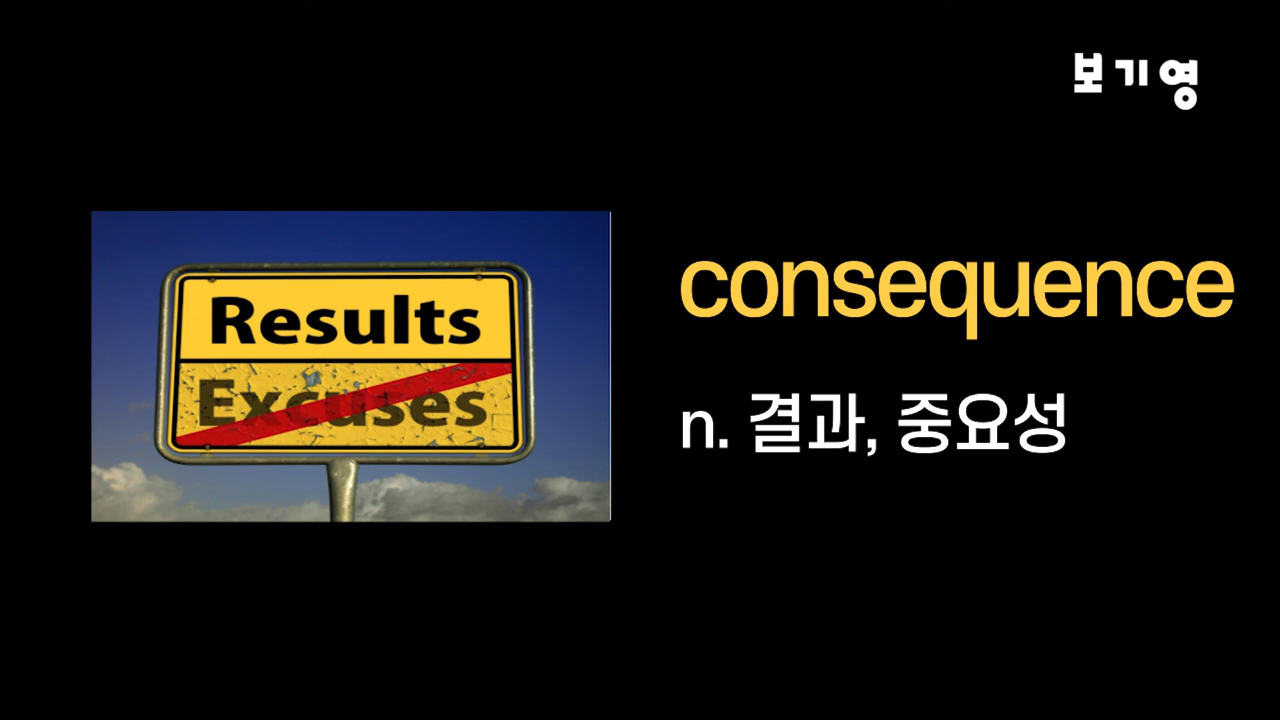 보기영
Results
Excuses
consequence
n. 결과, 중요성